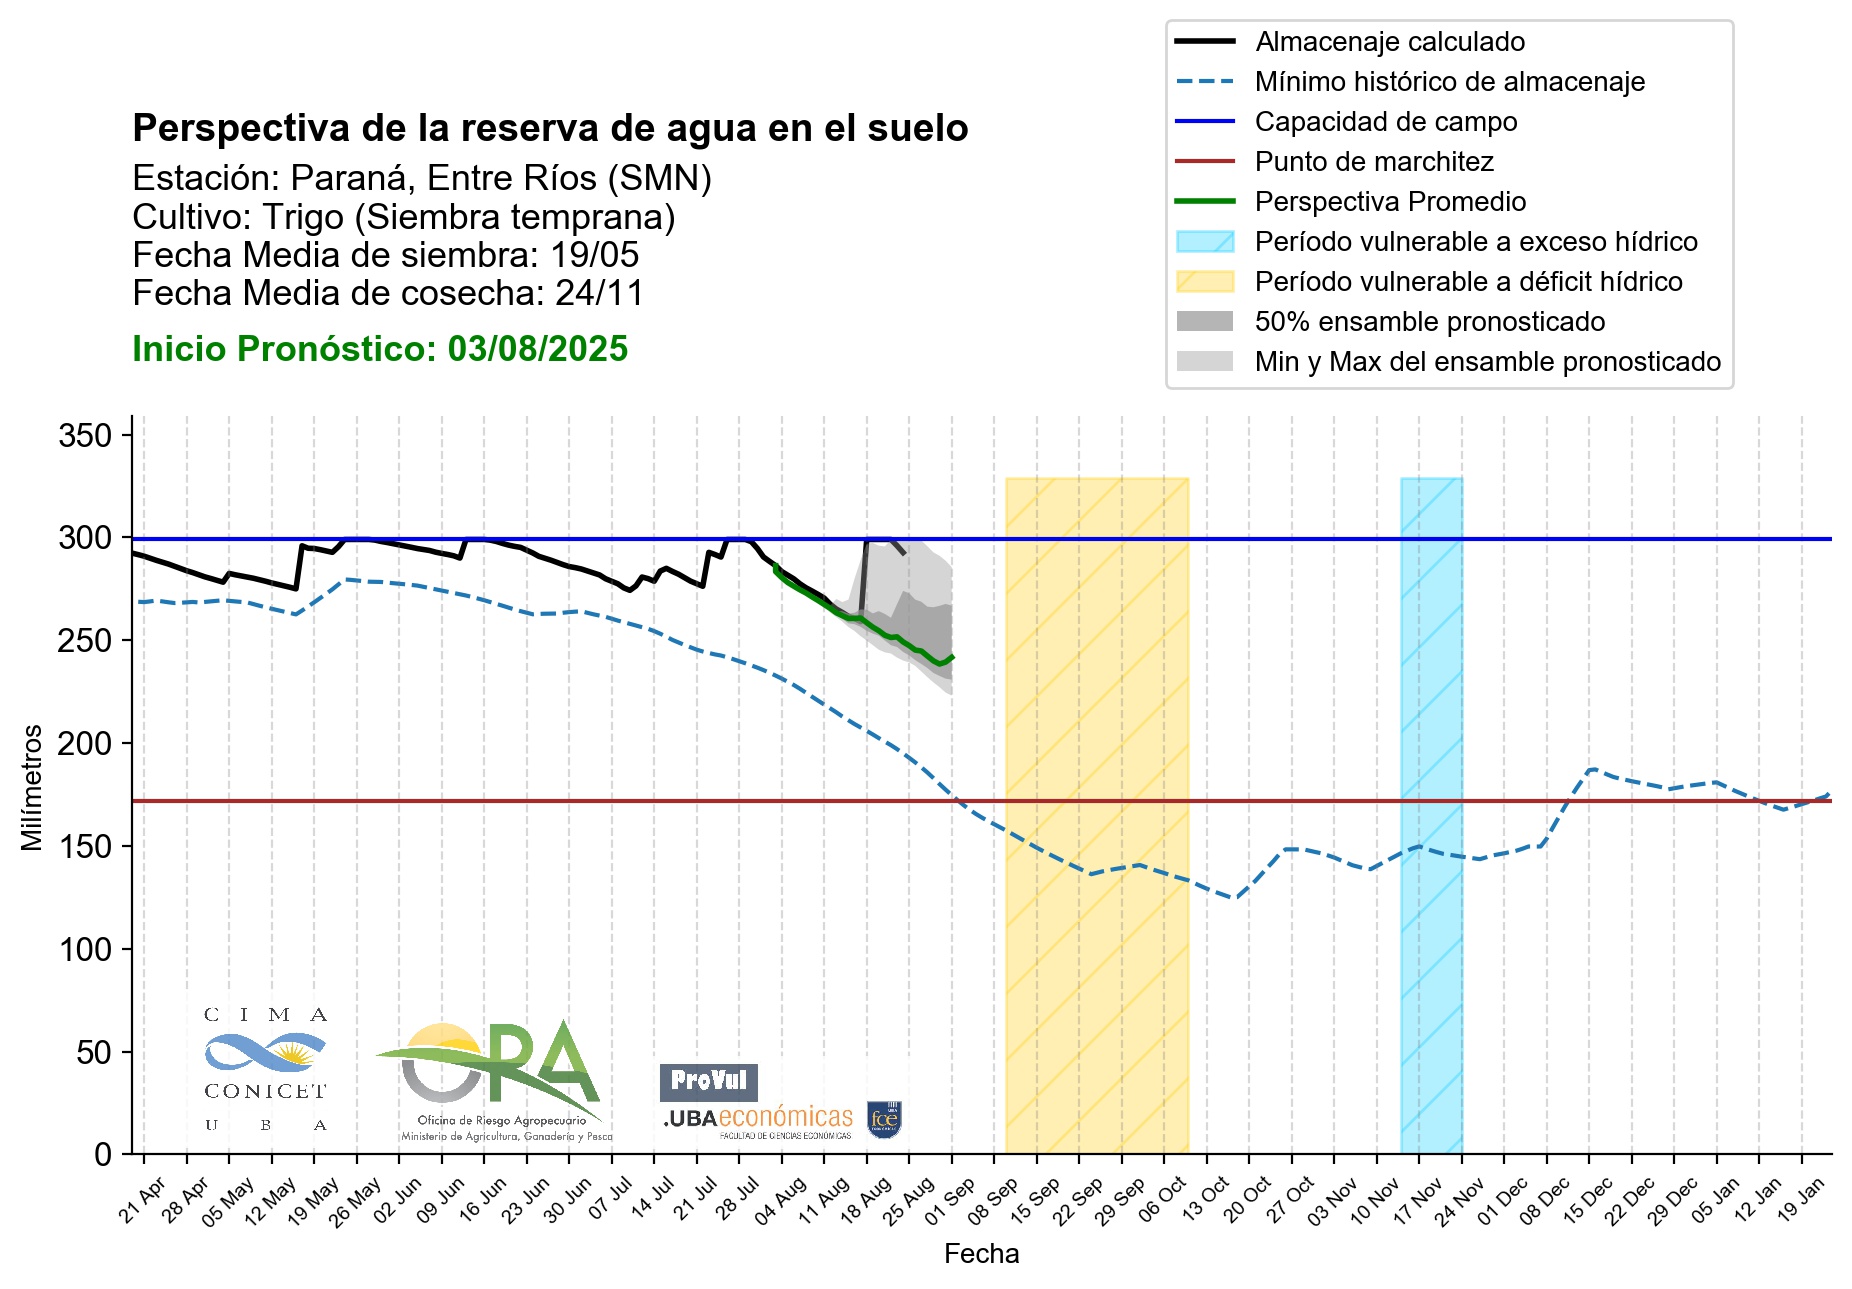 Almacenaje calculado
Mínimo histórico de almacenaje
Capacidad de campo
Punto de marchitez
Perspectiva Promedio
Período vulnerable a exceso hídrico
Período vulnerable a déficit hídrico
50% ensamble pronosticado
Min y Max del ensamble pronosticado
Perspectiva de la reserva de agua en el suelo
Estación: Paraná, Entre Ríos (SMN)
Cultivo: Trigo (Siembra temprana)
Fecha Media de siembra: 19/05
Fecha Media de cosecha: 24/11
Inicio Pronóstico: 03/08/2025
350
300
250
200
150
100
50
0
Milímetros
CIMA
CONICET
UBA
ORA
Oficina de Riesgo Agropecuario
Ministerio de Agricultura, Ganadería y Pesca
ProVul
.UBAeconómicas
FACULTAD DE CIENCIAS ECONÓMICAS
fce
21 Apr
28 Apr
05 May
12 May
19 May
26 May
02 Jun
09 Jun
16 Jun
23 Jun
30 Jun
07 Jul
14 Jul
21 Jul
28 Jul
04 Aug
11 Aug
18 Aug
25 Aug
01 Sep
08 Sep
15 Sep
22 Sep
29 Sep
06 Oct
13 Oct
20 Oct
27 Oct
03 Nov
10 Nov
17 Nov
24 Nov
01 Dec
08 Dec
15 Dec
22 Dec
29 Dec
05 Jan
12 Jan
19 Jan
Fecha